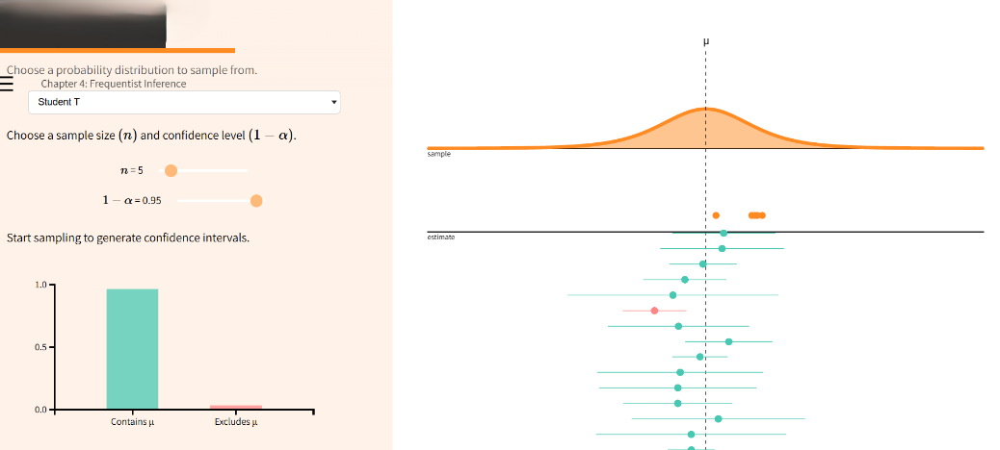 Choose a probability distribution to sample from.
Chapter 4: Frequentist Inference
Student T
Choose a sample size (n) and confidence level (1 − α).
n = 5
1 − α = 0.95
Start sampling to generate confidence intervals.
1.0
0.5
0.0
Contains μ
Excludes μ
μ
sample
estimate